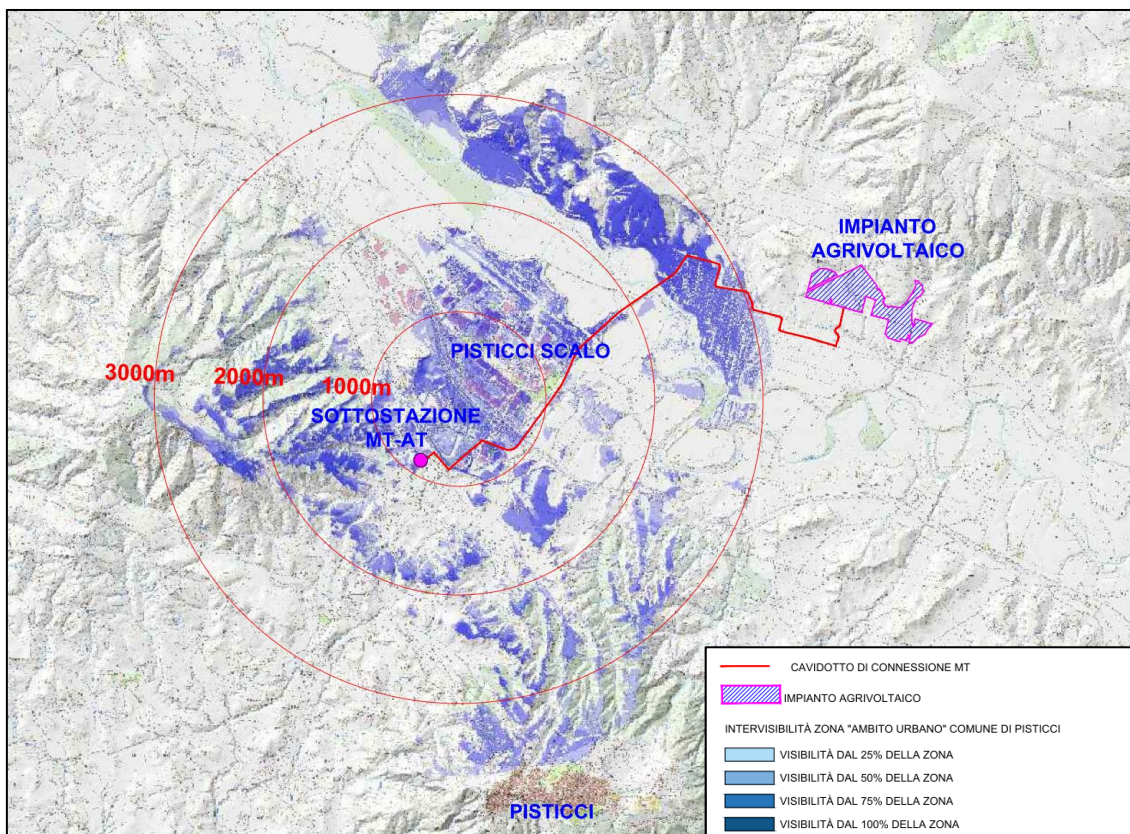 IMPIANTO
AGRIVOLTAICO
PISTICCI SCALO
3000m
2000m
1000m
SOTTOSTAZIONE
MT-AT
PISTICCI
CAVIDOTTO DI CONNESSIONE MT
IMPIANTO AGRIVOLTAICO
INTERVISIBILITÀ ZONA "AMBITO URBANO" COMUNE DI PISTICCI
VISIBILITÀ DAL 25% DELLA ZONA
VISIBILITÀ DAL 50% DELLA ZONA
VISIBILITÀ DAL 75% DELLA ZONA
VISIBILITÀ DAL 100% DELLA ZONA